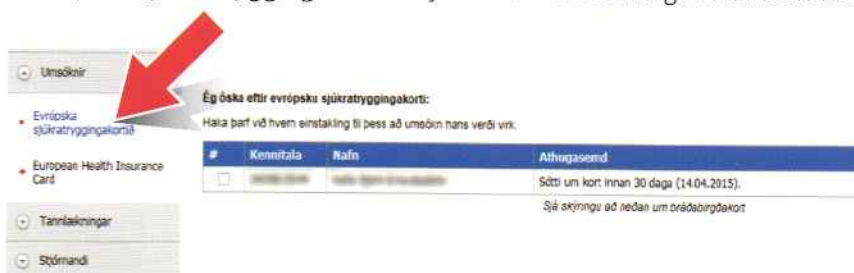 Umsóknir
Evrópska
sjúkratryggingakortið
European Health Insurance
Card
Tannlækningar
Stjórnandi
Ég óska eftir evrópsku sjúkratryggingakorti:
Haka þarf við hvern einstakling til þess að umsókn hans verði virk.
# Kennitala Nafn Athugasemd
Sótti um kort innan 30 daga (14.04.2015).
Sjá skýringu að neðan um bráðabirgðakort